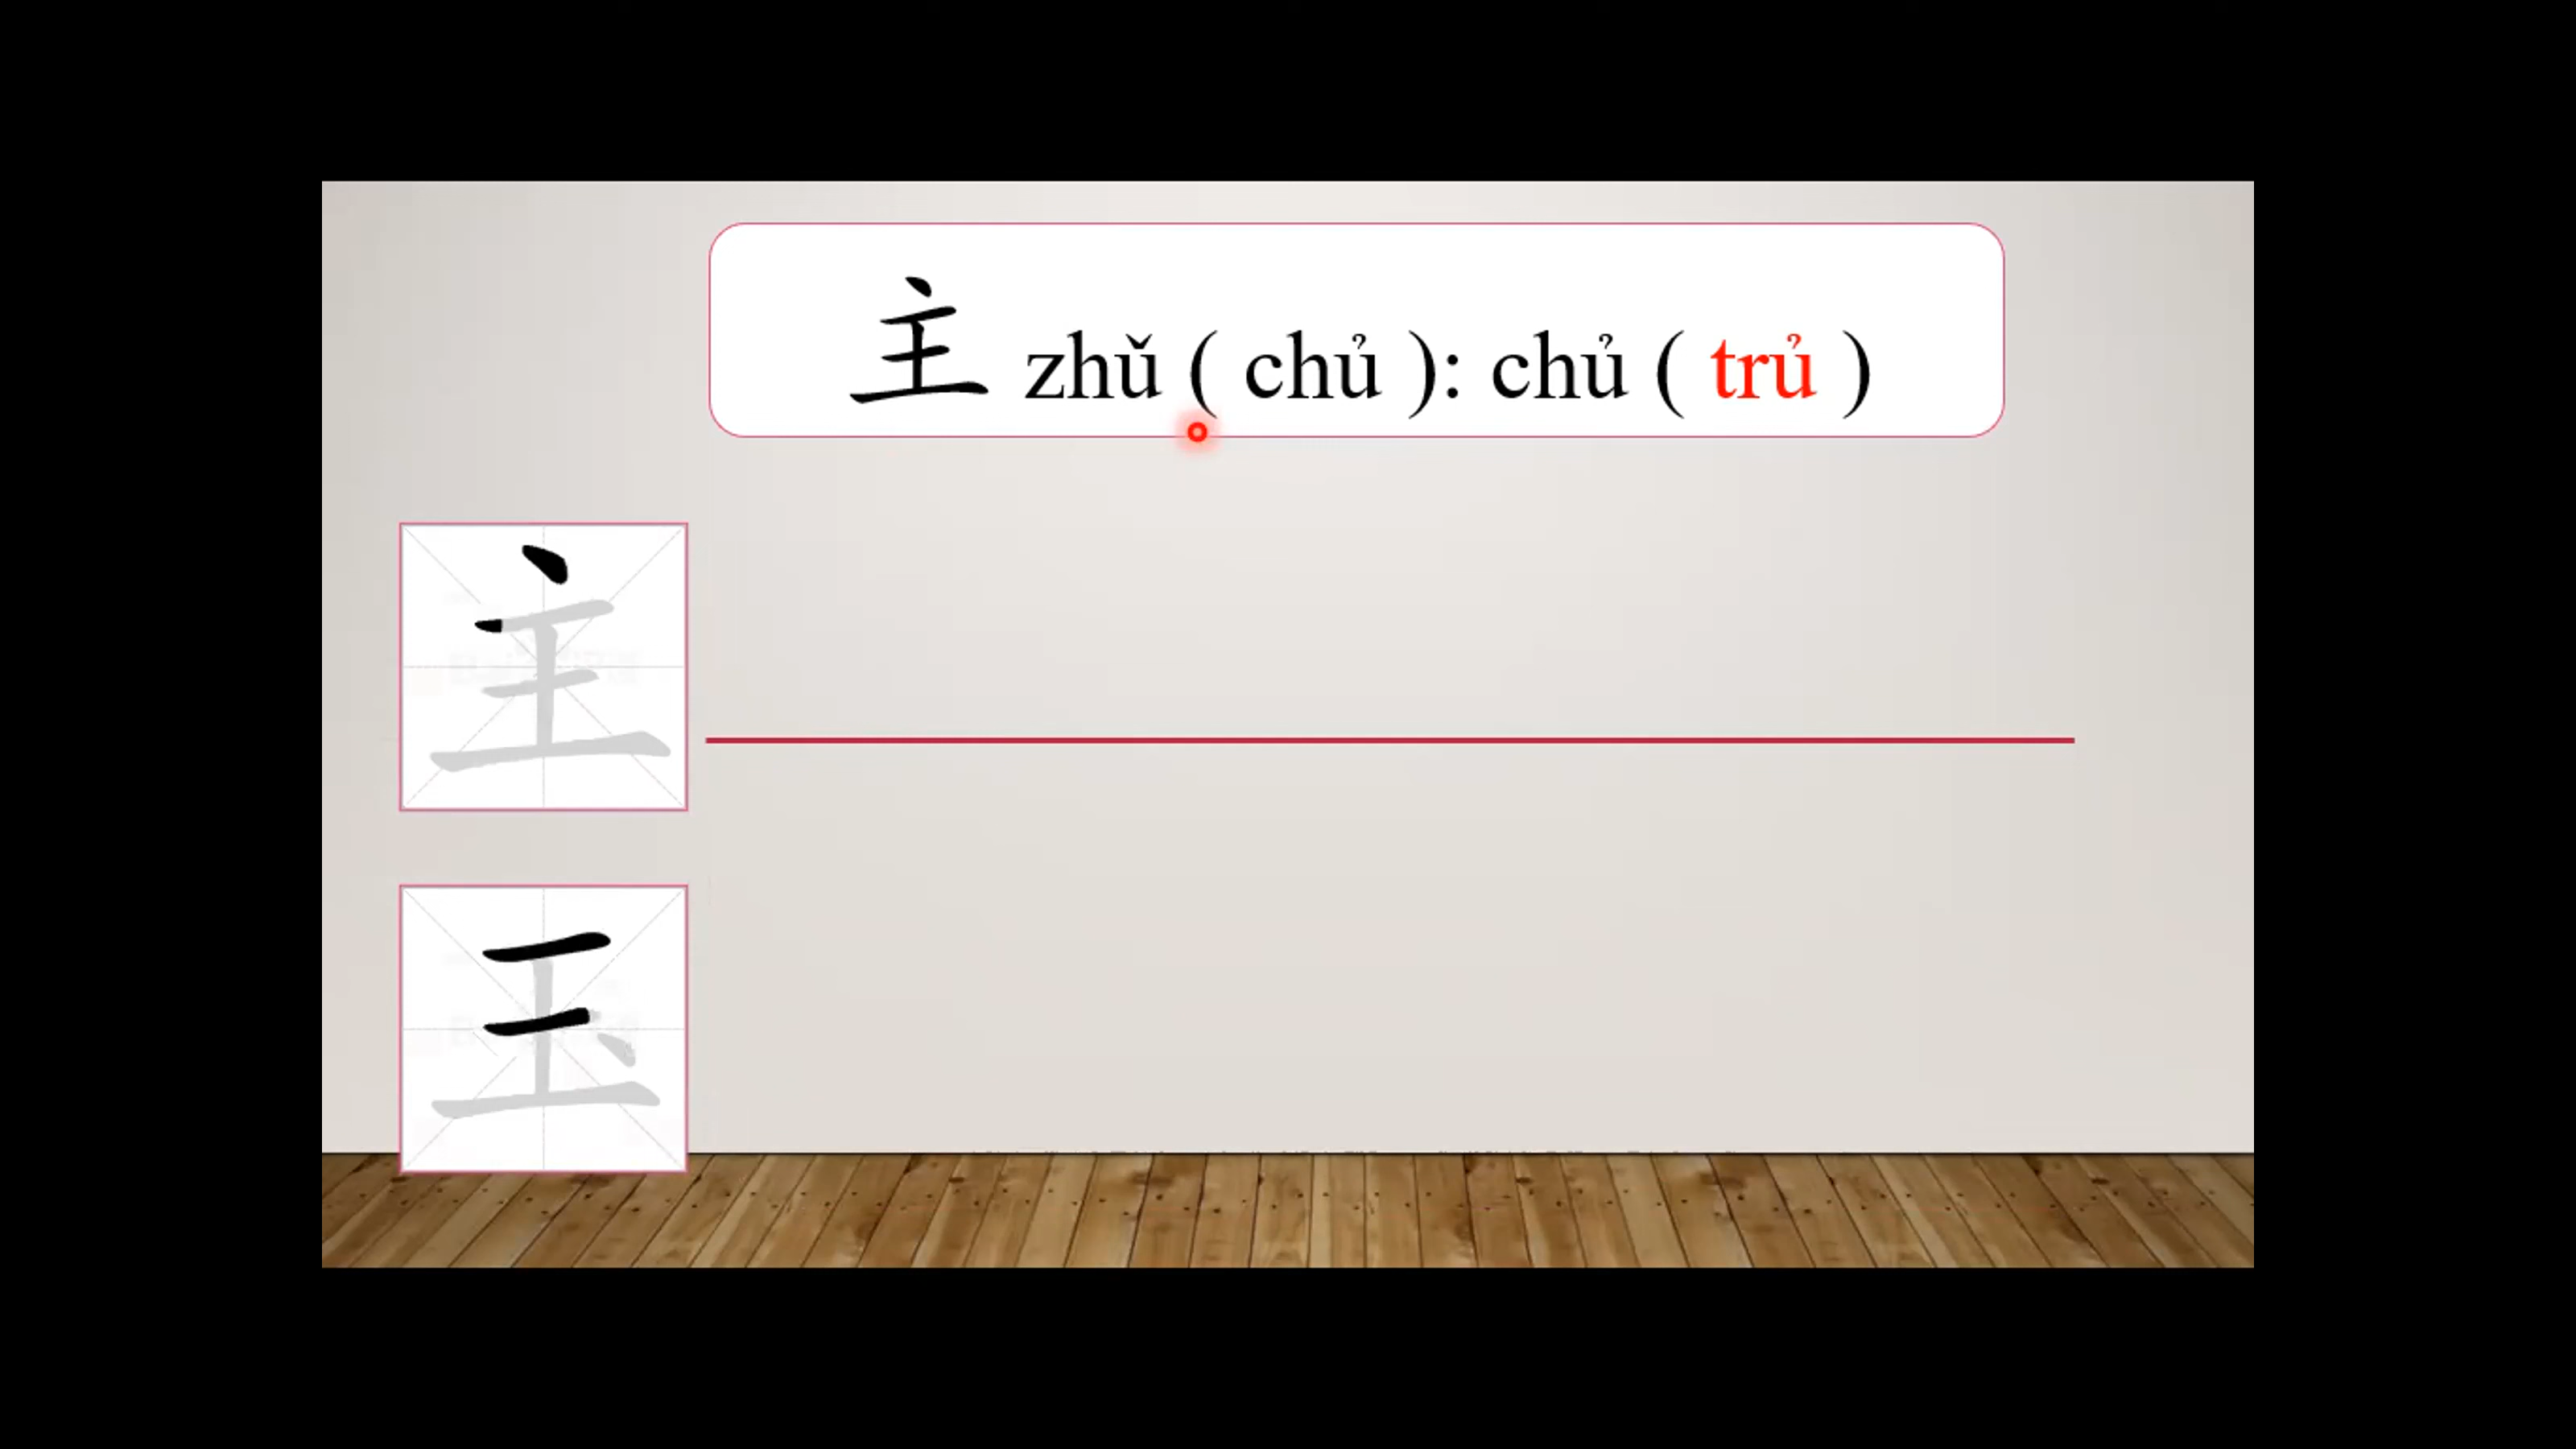 主 zhǔ ( chủ ): chủ ( trủ )
主
玉